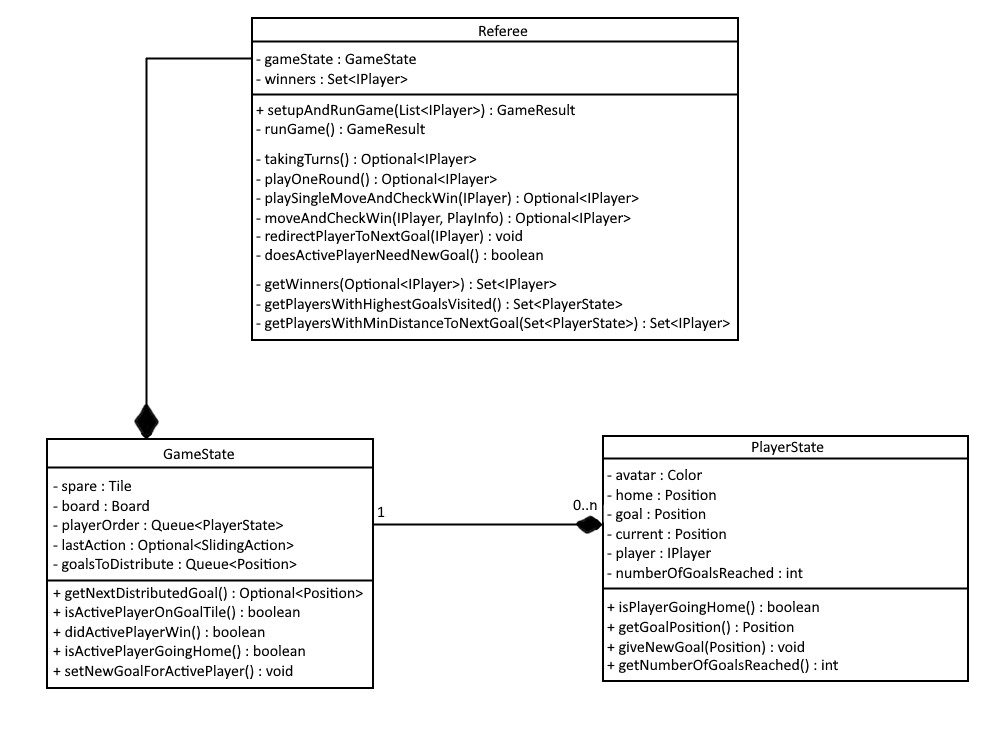 Referee
- gameState : GameState
- winners : Set<IPlayer>
+ setupAndRunGame(List<IPlayer>) : GameResult
- runGame() : GameResult
- takingTurns() : Optional<IPlayer>
- playOneRound() : Optional<IPlayer>
- playSingleMoveAndCheckWin(IPlayer) : Optional<IPlayer>
- moveAndCheckWin(IPlayer, PlayInfo) : Optional<IPlayer>
- redirectPlayerToNextGoal(IPlayer) : void
- doesActivePlayerNeedNewGoal() : boolean
- getWinners(Optional<IPlayer>) : Set<IPlayer>
- getPlayersWithHighestGoalsVisited() : Set<PlayerState>
- getPlayersWithMinDistanceToNextGoal(Set<PlayerState>) : Set<IPlayer>
GameState
- spare : Tile
- board : Board
- playerOrder : Queue<PlayerState>
- lastAction : Optional<SlidingAction>
- goalsToDistribute : Queue<Position>
+ getNextDistributedGoal() : Optional<Position>
+ isActivePlayerOnGoalTile() : boolean
+ didActivePlayerWin() : boolean
+ isActivePlayerGoingHome() : boolean
+ setNewGoalForActivePlayer() : void
1
0..n
PlayerState
- avatar : Color
- home : Position
- goal : Position
- current : Position
- player : IPlayer
- numberOfGoalsReached : int
+ isPlayerGoingHome() : boolean
+ getGoalPosition() : Position
+ giveNewGoal(Position) : void
+ getNumberOfGoalsReached() : int